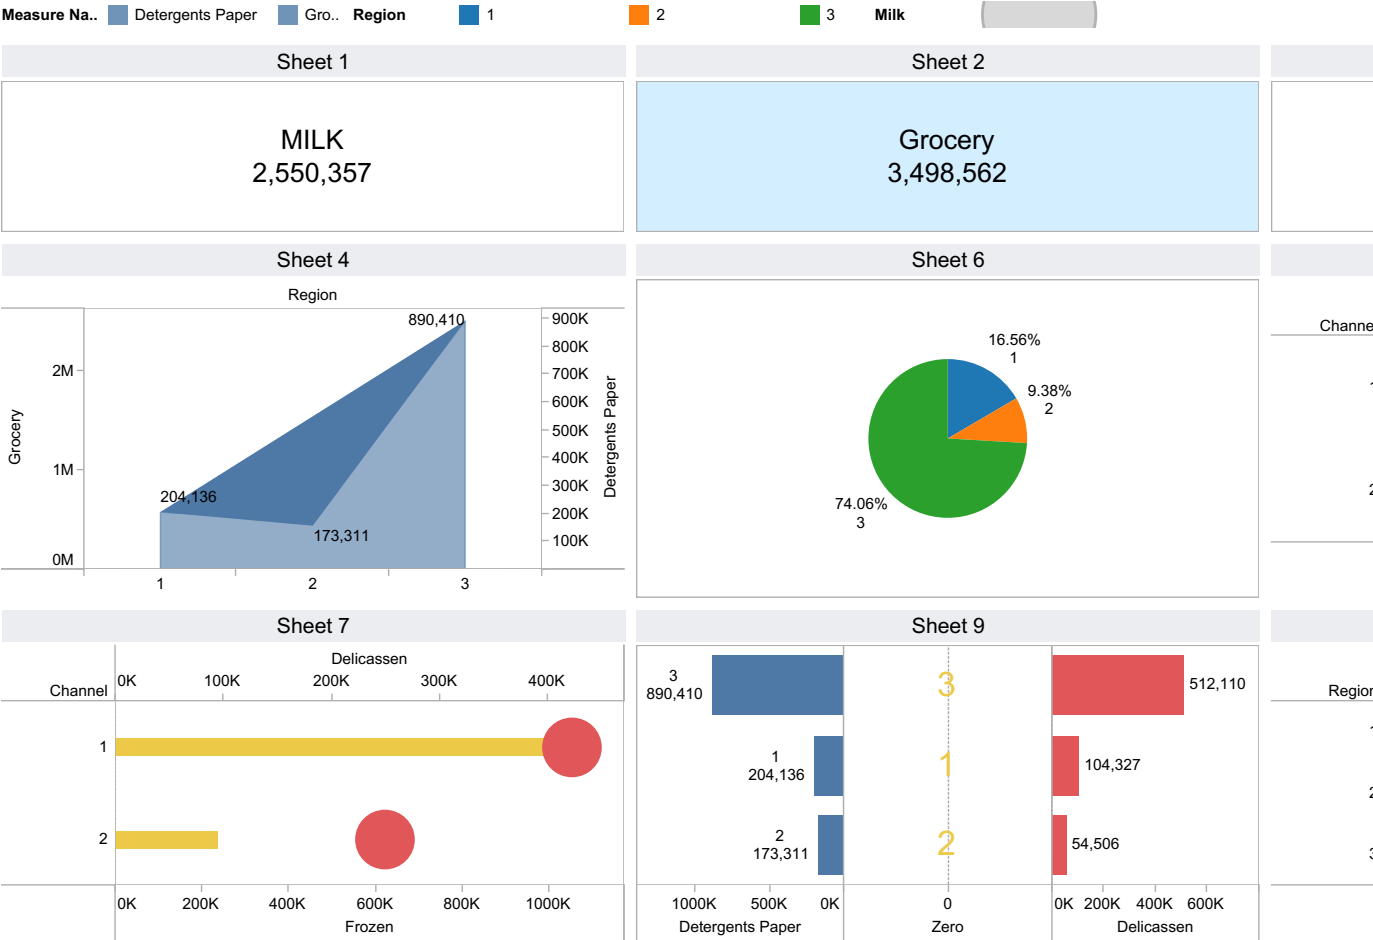 Measure Na.. Detergents Paper Gro.. Region 1 2 3 Milk
Sheet 1
MILK
2,550,357
Sheet 2
Grocery
3,498,562
Sheet 4
Region
Grocery
2M
1M
0M
890,410
204,136
173,311
900K
800K
700K
600K
500K
400K
300K
200K
100K
Detergents Paper
1 2 3
Sheet 6
16.56%
1
9.38%
2
74.06%
3
Channe
Sheet 7
Delicassen
Channel 0K 100K 200K 300K 400K
1
2
0K 200K 400K 600K 800K 1000K
Frozen
Sheet 9
3
890,410
3
512,110
1
204,136
1
104,327
2
173,311
2
54,506
1000K 500K 0K
0
0K 200K 400K 600K
Detergents Paper Zero Delicassen
Region